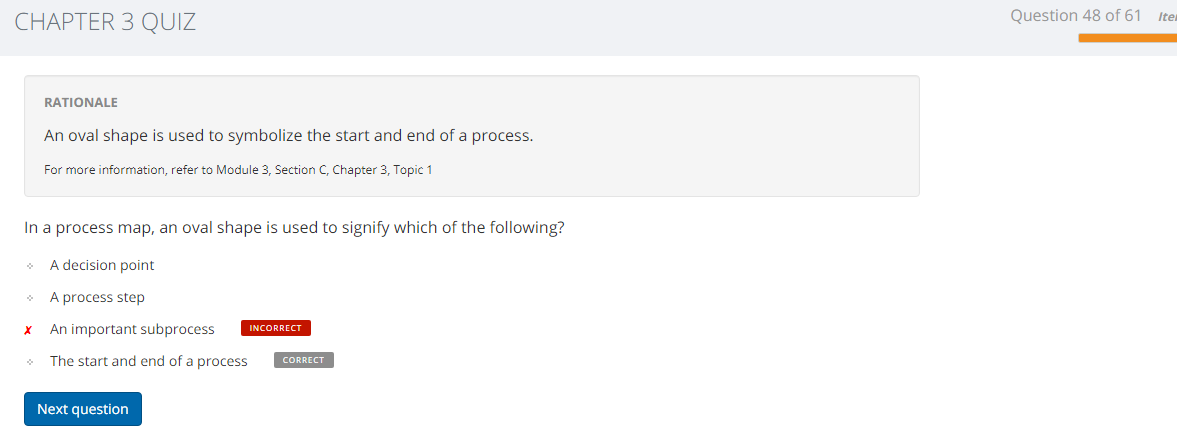 CHAPTER 3 QUIZ
Question 48 of 61
RATIONALE
An oval shape is used to symbolize the start and end of a process.
For more information, refer to Module 3, Section C, Chapter 3, Topic 1
In a process map, an oval shape is used to signify which of the following?
A decision point
A process step
An important subprocess INCORRECT
The start and end of a process CORRECT
Next question